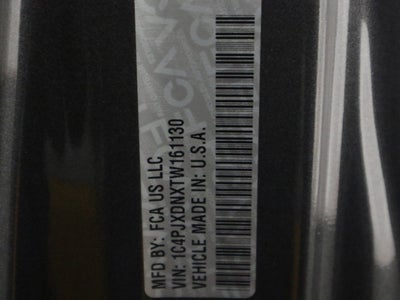 MFD BY: FCA US LLC
VIN: 1C4PJXDNXTW161130
VEHICLE MADE IN: U.S.A.